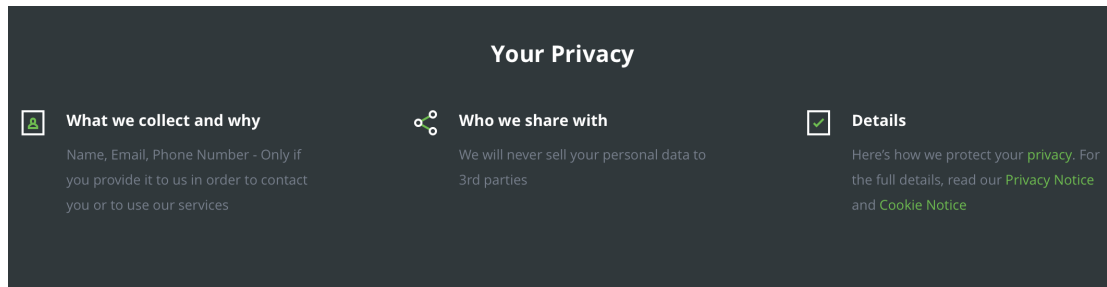 Your Privacy
What we collect and why
Name, Email, Phone Number - Only if
you provide it to us in order to contact
you or to use our services
Who we share with
We will never sell your personal data to
3rd parties
Details
Here's how we protect your privacy. For
the full details, read our Privacy Notice
and Cookie Notice